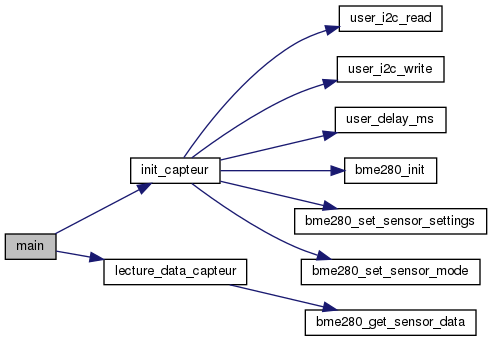 user_i2c_read
user_i2c_write
user_delay_ms
init_capteur
bme280_init
bme280_set_sensor_settings
main
lecture_data_capteur
bme280_set_sensor_mode
bme280_get_sensor_data